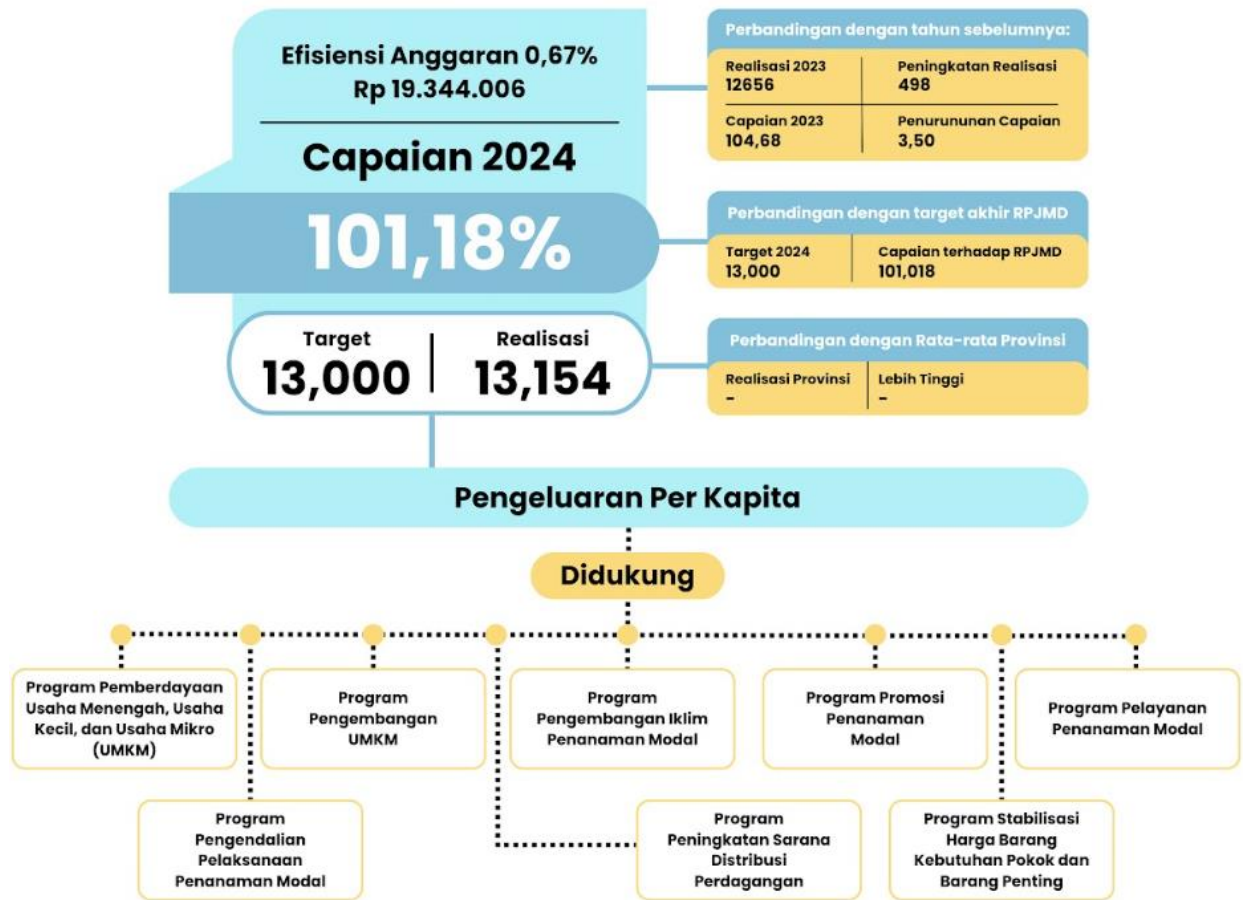 Efisiensi Anggaran 0,67%
Rp 19.344.006
Capaian 2024
101,18%
Target
13,000
Realisasi
13,154
Perbandingan dengan tahun sebelumnya:
Realisasi 2023
12656
Peningkatan Realisasi
498
Capaian 2023
104,68
Penurununan Capaian
3,50
Perbandingan dengan target akhir RPJMD
Target 2024
13,000
Capaian terhadap RPJMD
101,018
Perbandingan dengan Rata-rata Provinsi
Realisasi Provinsi
-
Lebih Tinggi
-
Pengeluaran Per Kapita
Didukung
Program Pemberdayaan
Usaha Menengah, Usaha
Kecil, dan Usaha Mikro
(UMKM)
Program
Pengembangan
UMKM
Program
Pengembangan Iklim
Penanaman Modal
Program Promosi
Penanaman
Modal
Program Pelayanan
Penanaman Modal
Program
Pengendalian
Pelaksanaan
Penanaman Modal
Program
Peningkatan Sarana
Distribusi
Perdagangan
Program Stabilisasi
Harga Barang
Kebutuhan Pokok dan
Barang Penting